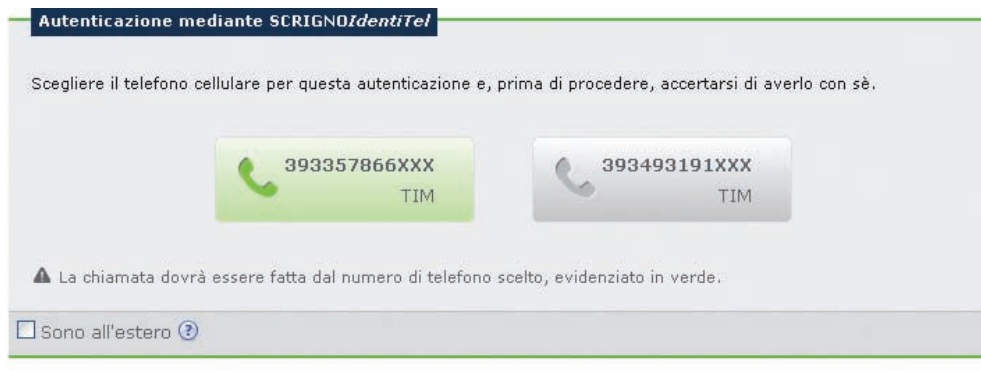 Autenticazione mediante SCRIGNOIdentiTel
Scegliere il telefono cellulare per questa autenticazione e, prima di procedere, accertarsi di averlo con sè.
393357866XXX
TIM
393493191XXX
TIM
La chiamata dovrà essere fatta dal numero di telefono scelto, evidenziato in verde.
Sono all'estero ?